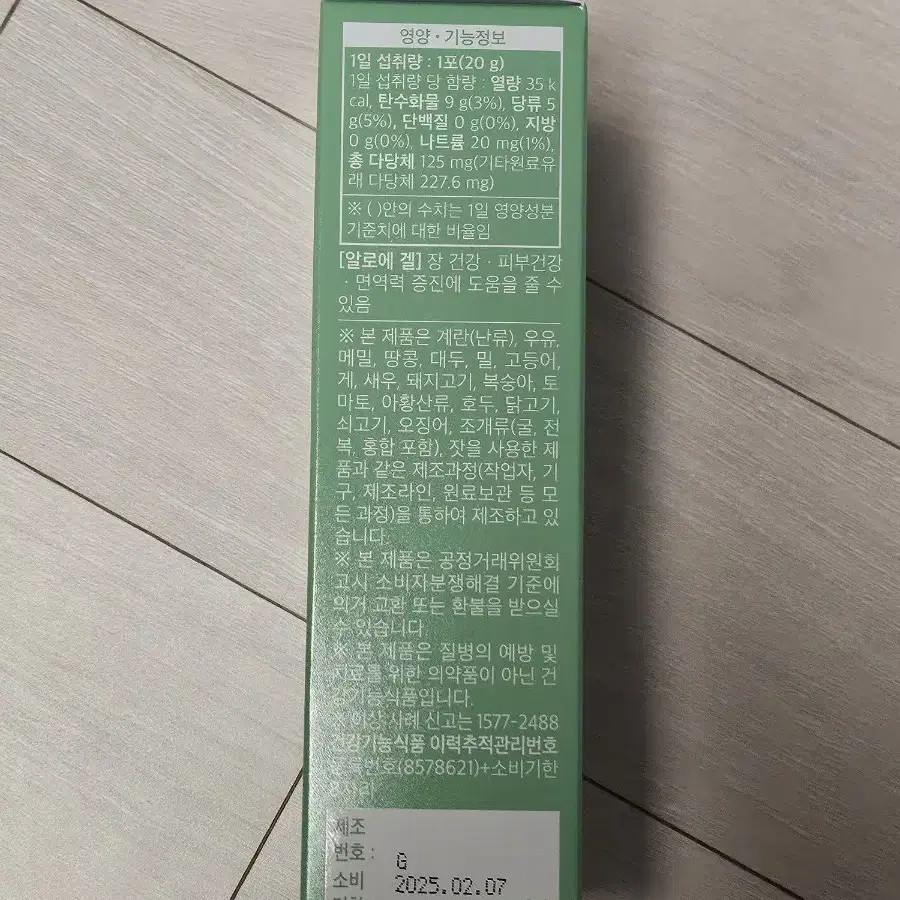 영양·기능정보
1일 섭취량 : 1포(20 g)
1일 섭취량 당 함량 : 열량 35 k
cal, 탄수화물 9 g(3%), 당류 5
g(5%), 단백질 0 g(0%), 지방
0 g(0%), 나트륨 20 mg(1%),
총 다당체 125 mg(기타원료유
래 다당체 227.6 mg)
※ ( )안의 수치는 1일 영양성분
기준치에 대한 비율임
[알로에 겔] 장 건강·피부건강
·면역력 증진에 도움을 줄 수
있음
※ 본 제품은 계란(난류), 우유,
메밀, 땅콩, 대두, 밀, 고등어,
게, 새우, 돼지고기, 복숭아, 토
마토, 아황산류, 호두, 닭고기,
쇠고기, 오징어, 조개류(굴, 전
복, 홍합 포함), 잣을 사용한 제
품과 같은 제조과정(작업자, 기
구, 제조라인, 원료보관 등 모
든 과정)을 통하여 제조하고 있
습니다.
※ 본 제품은 공정거래위원회
고시 소비자분쟁해결 기준에
의거 교환 또는 환불을 받으실
수 있습니다.
※ 본 제품은 질병의 예방 및
치료를 위한 의약품이 아닌 건
강기능식품입니다.
※ 이상 사례 신고는 1577-2488
건강기능식품 이력추적관리번호
등록번호(8578621)+소비기한
제조
번호 : G
소비 2025.02.07